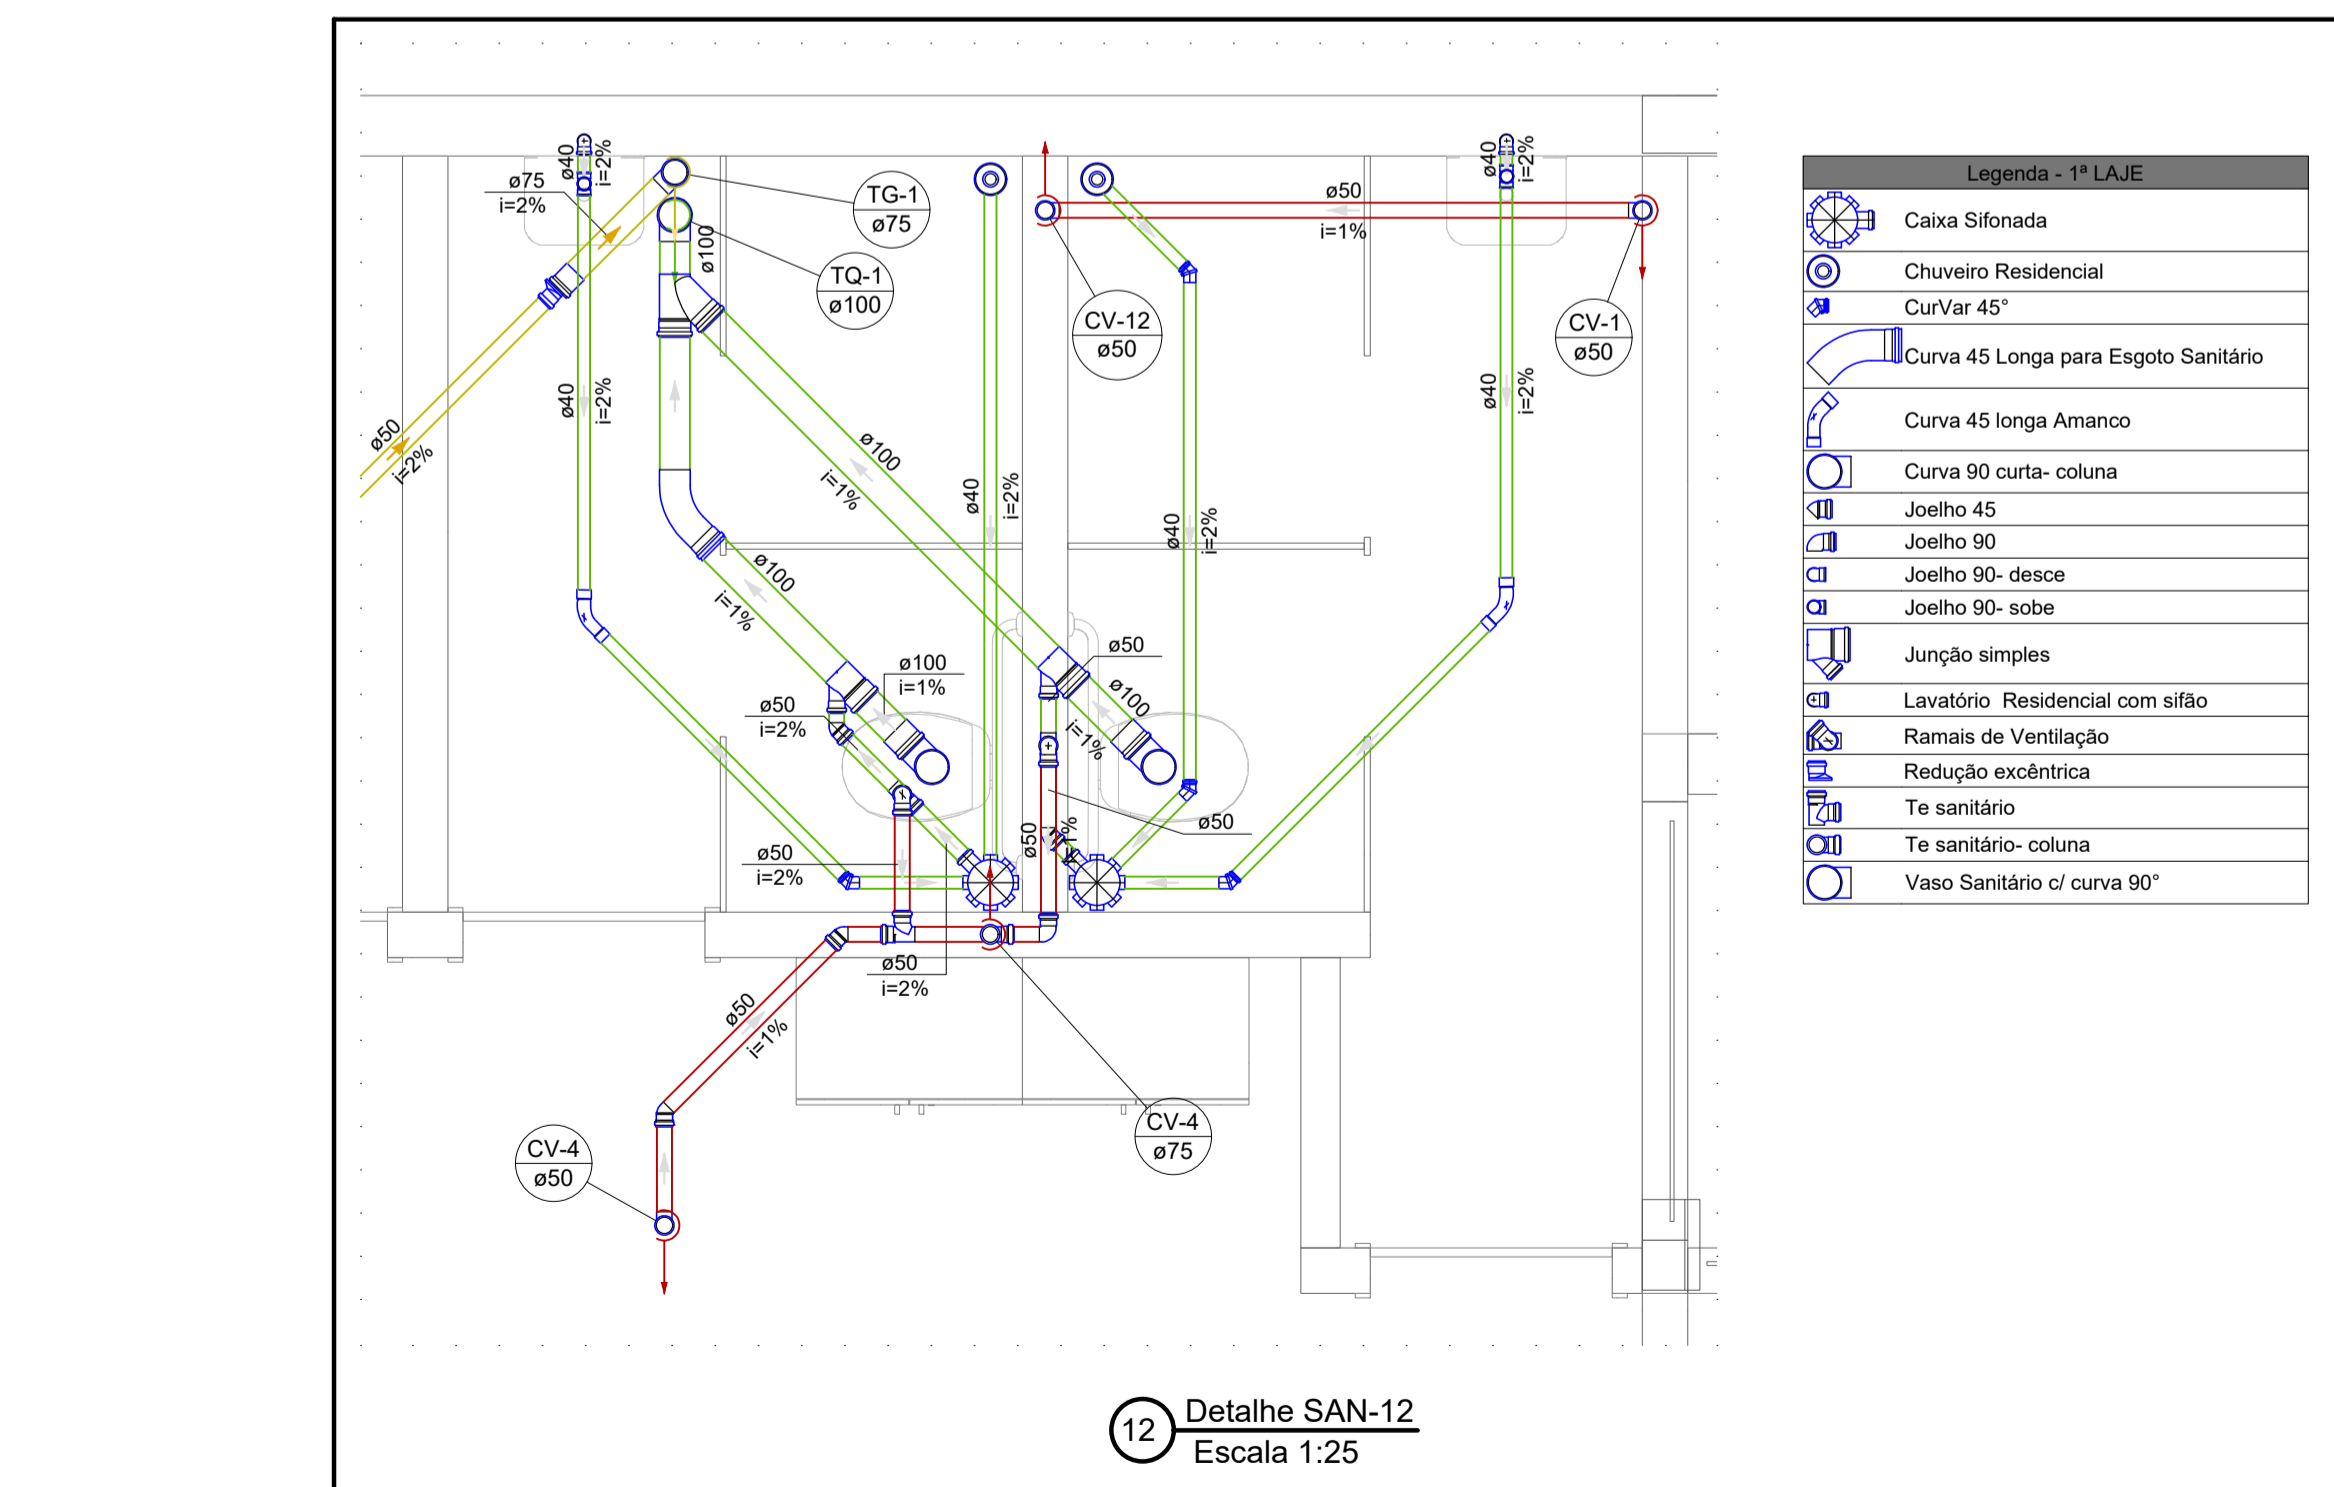 ø40
i=2%
ø75
i=2%
TG-1
ø75
ø100
TQ-1
ø100
ø50
i=1%
CV-12
ø50
CV-1
ø50
ø40
i=2%
ø40
i=2%
ø40
i=2%
ø50
i=2%
ø100
i=1%
ø40
i=2%
ø40
i=2%
ø100
i=1%
ø50
ø100
i=1%
ø100
i=1%
ø50
i=2%
ø50
ø50
i=1%
ø50
i=2%
ø50
i=2%
ø50
i=1%
CV-4
ø50
CV-4
ø75
Legenda - 1ª LAJE
Caixa Sifonada
Chuveiro Residencial
CurVar 45°
Curva 45 Longa para Esgoto Sanitário
Curva 45 longa Amanco
Curva 90 curta- coluna
Joelho 45
Joelho 90
Joelho 90- desce
Joelho 90- sobe
Junção simples
Lavatório Residencial com sifão
Ramais de Ventilação
Redução excêntrica
Te sanitário
Te sanitário- coluna
Vaso Sanitário c/ curva 90°
12
Detalhe SAN-12
Escala 1:25